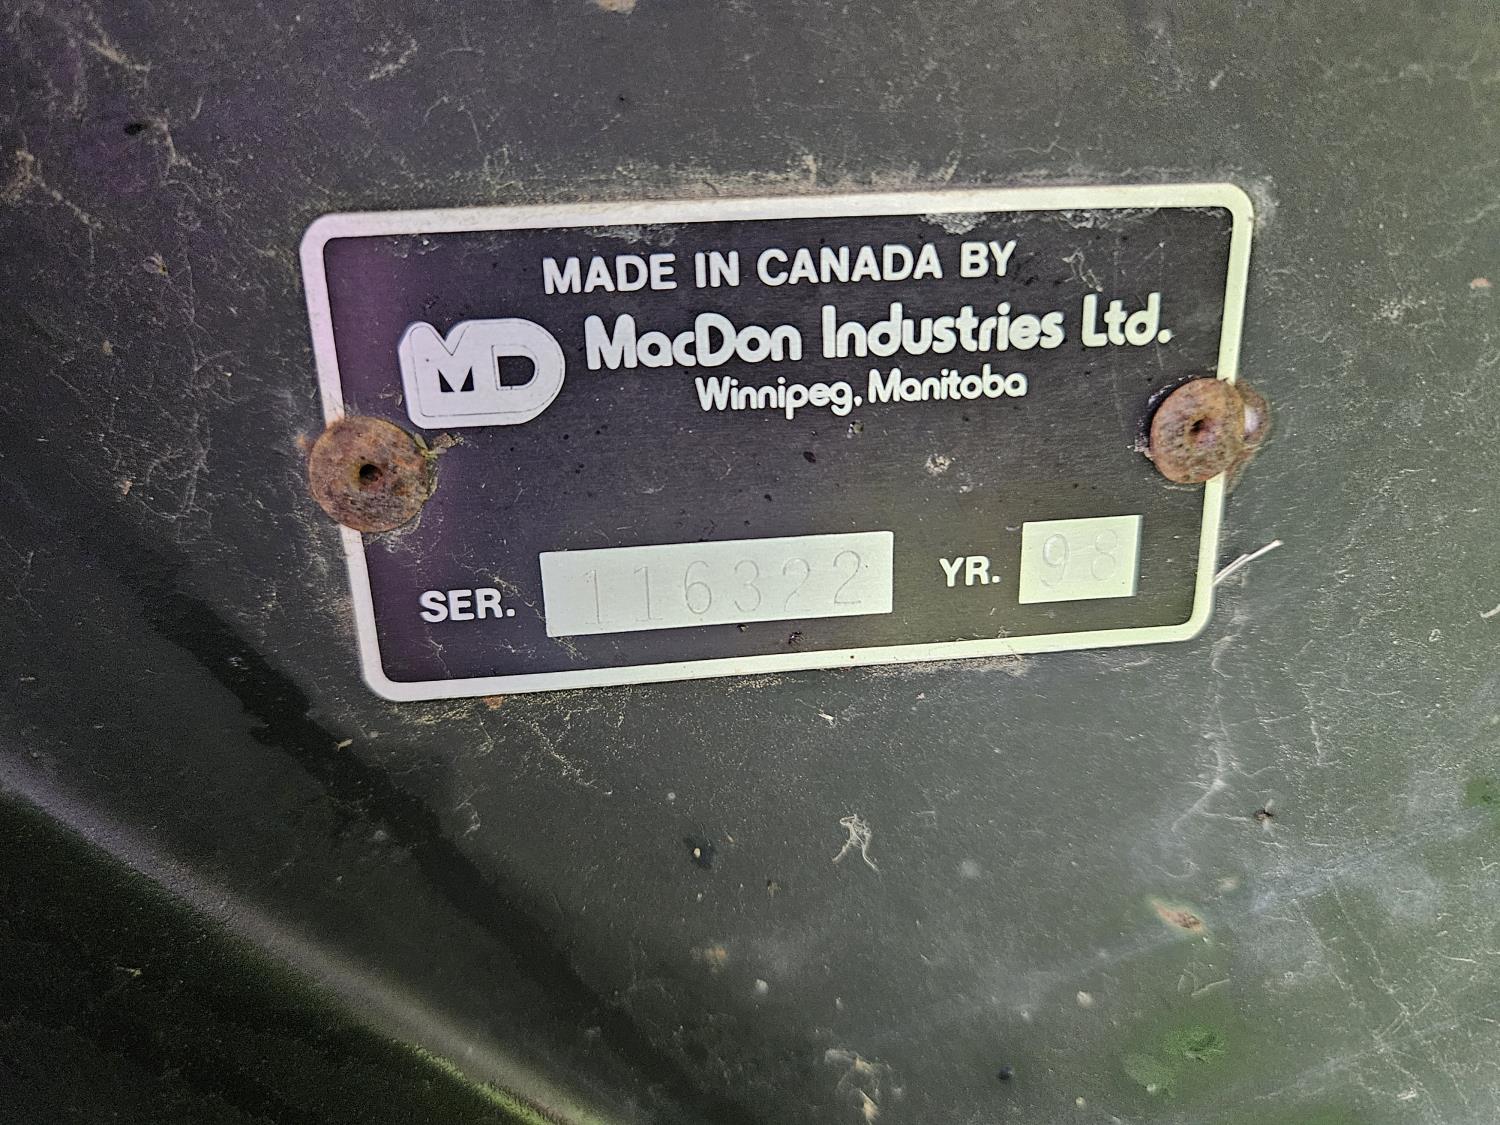 MADE IN CANADA BY
MD MacDon Industries Ltd.
Winnipeg, Manitoba
SER. 116322 YR. 98